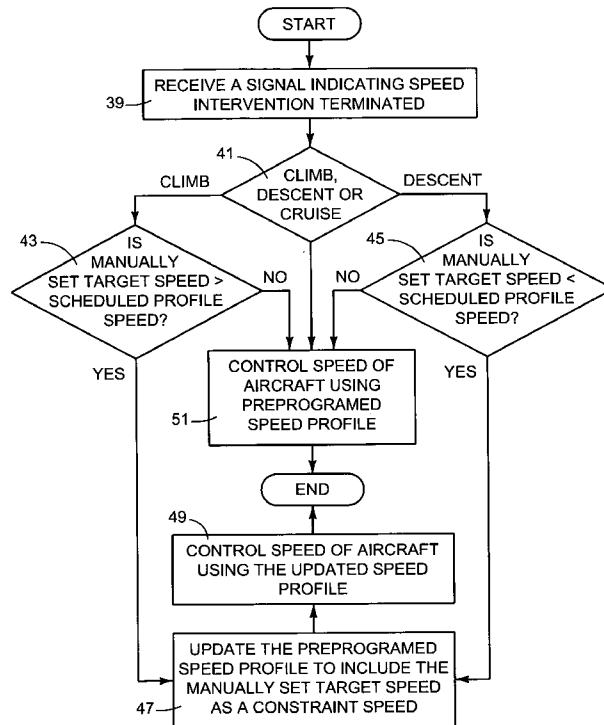 START
39
RECEIVE A SIGNAL INDICATING SPEED
INTERVENTION TERMINATED
41
CLIMB
CLIMB,
DESCENT OR
CRUISE
DESCENT
43
IS
MANUALLY
SET TARGET SPEED >
SCHEDULED PROFILE
SPEED?
NO
YES
45
IS
MANUALLY
SET TARGET SPEED <
SCHEDULED PROFILE
SPEED?
NO
YES
CONTROL SPEED OF
AIRCRAFT USING
PREPROGRAMED
SPEED PROFILE
51
END
49
CONTROL SPEED OF AIRCRAFT
USING THE UPDATED SPEED
PROFILE
UPDATE THE PREPROGRAMED
SPEED PROFILE TO INCLUDE THE
MANUALLY SET TARGET SPEED
AS A CONSTRAINT SPEED
47